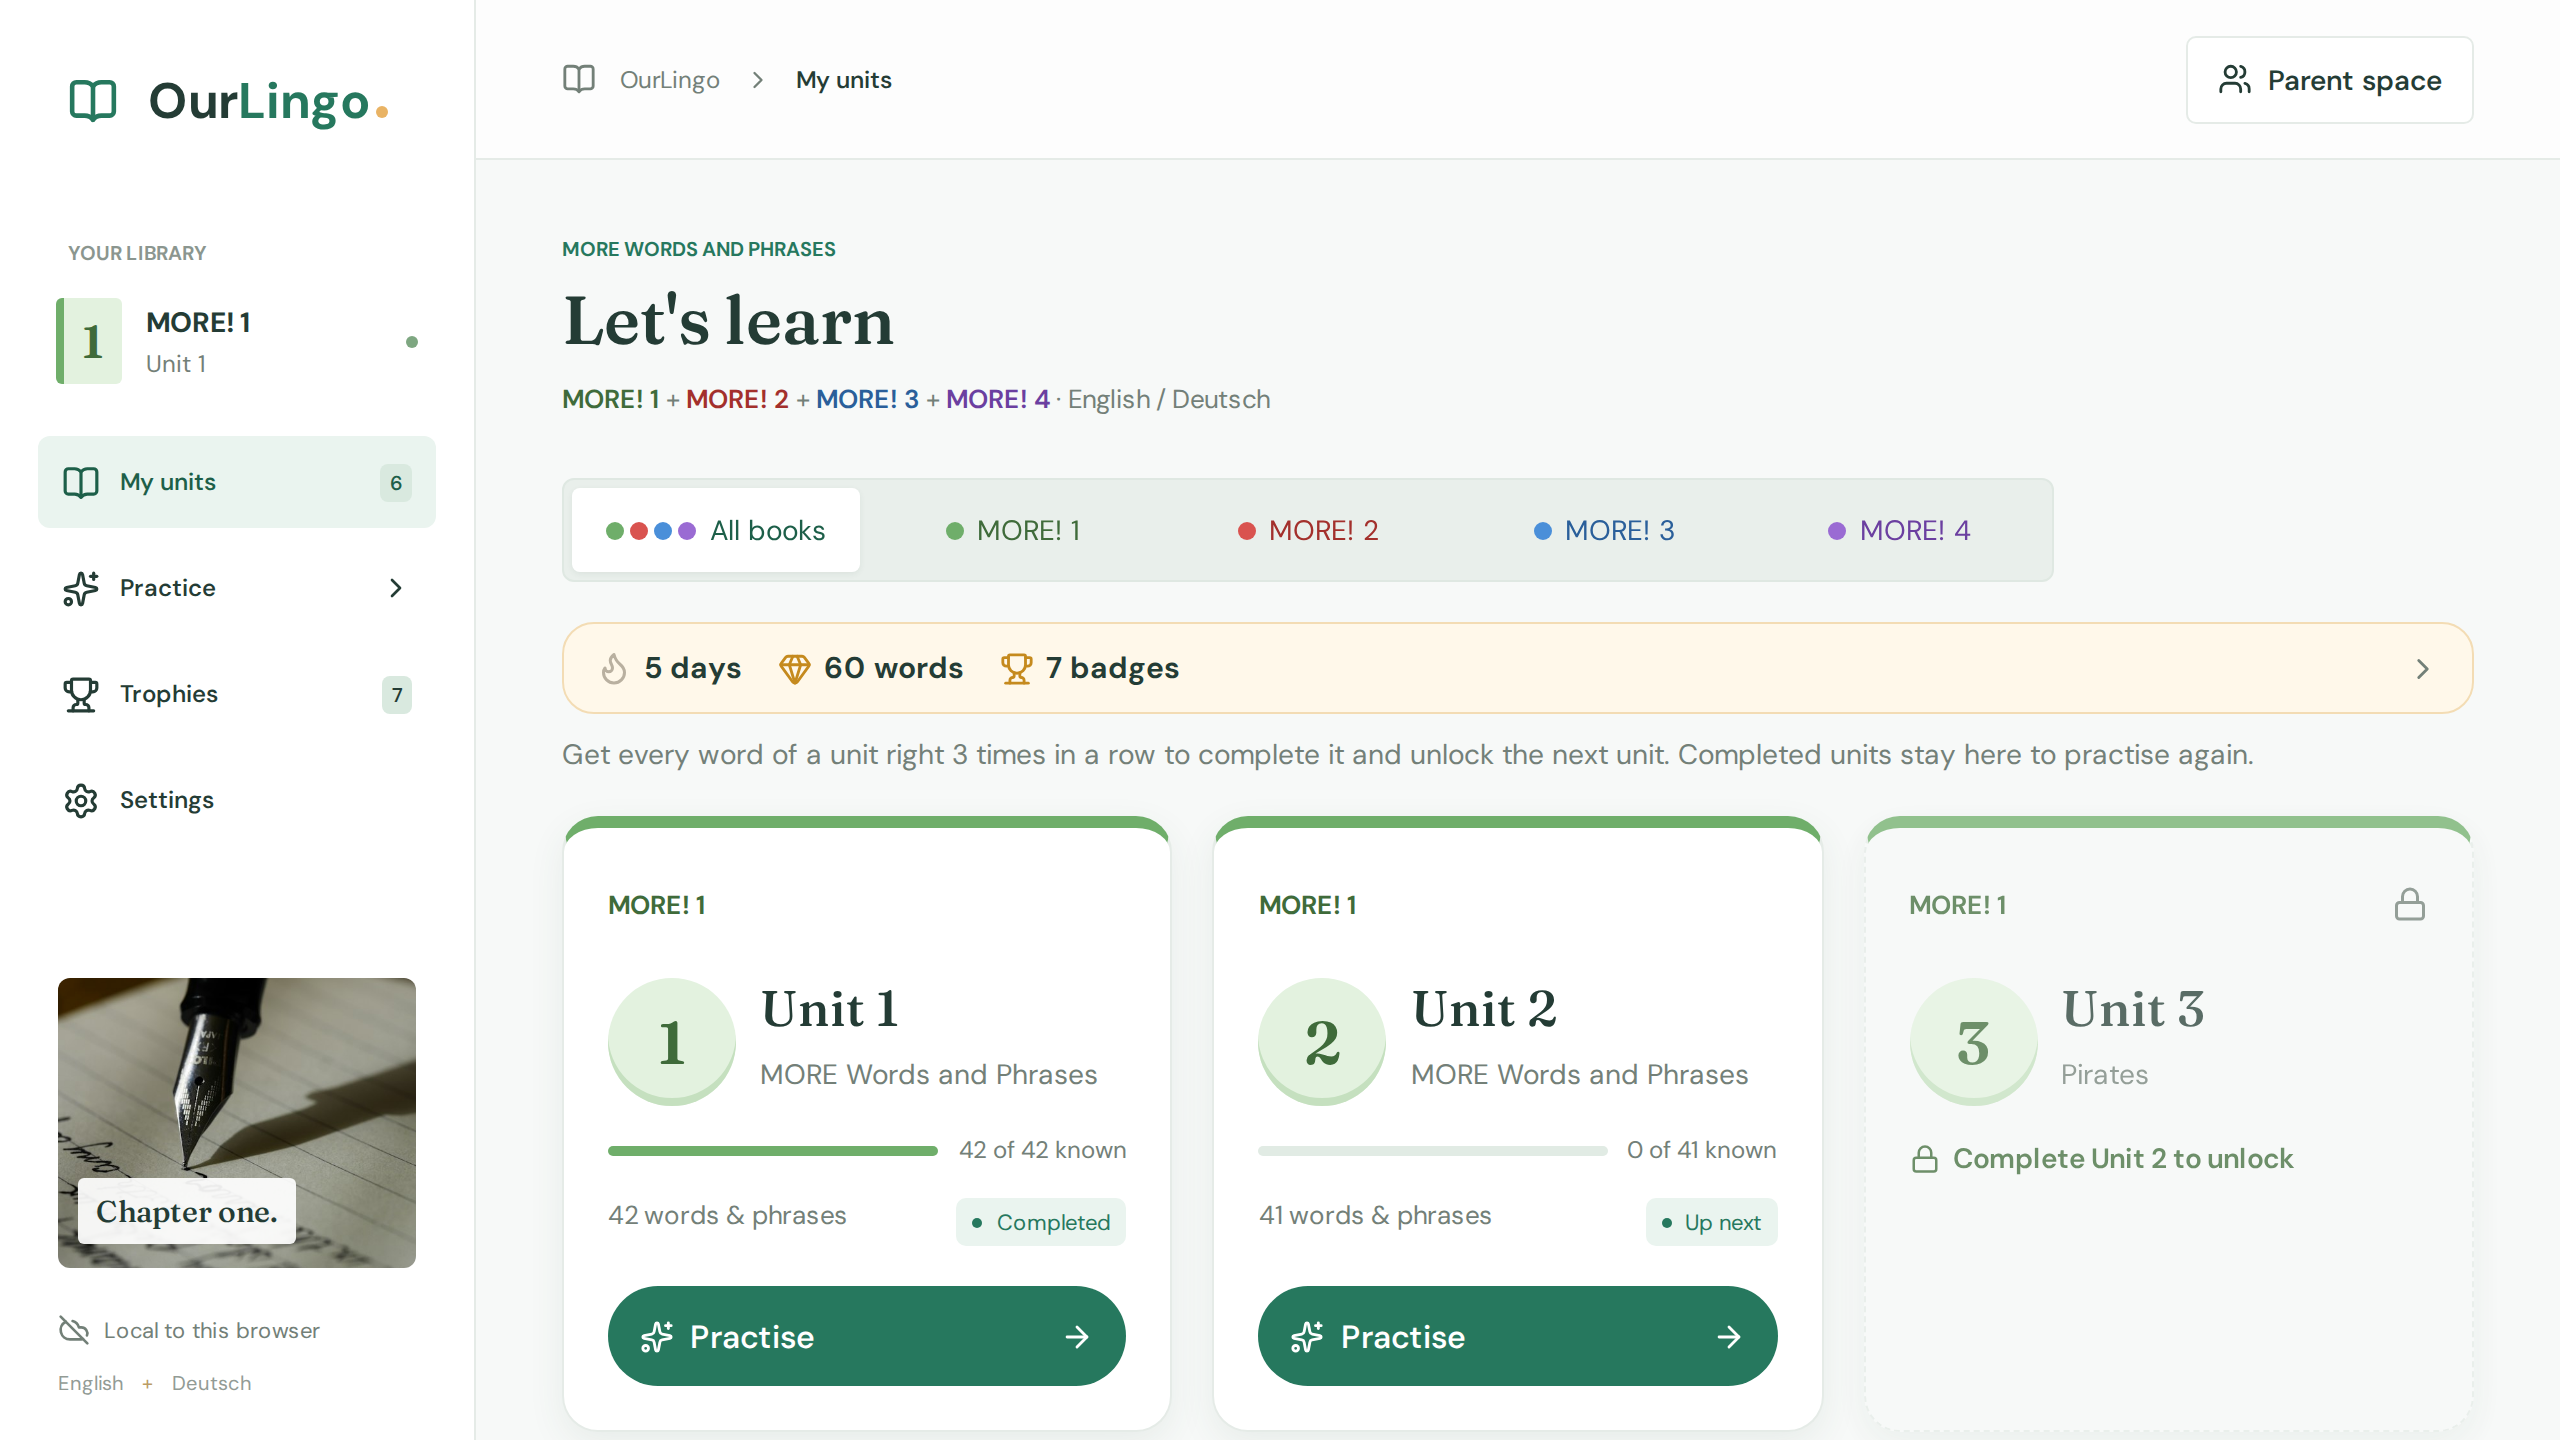 OurLingo.
YOUR LIBRARY
1
MORE! 1
Unit 1
My units
6
Practice
Trophies
7
Settings
Chapter one.
Local to this browser
English + Deutsch
OurLingo > My units
Parent space
MORE WORDS AND PHRASES
Let's learn
MORE! 1 + MORE! 2 + MORE! 3 + MORE! 4 · English / Deutsch
All books
MORE! 1
MORE! 2
MORE! 3
MORE! 4
5 days
60 words
7 badges
Get every word of a unit right 3 times in a row to complete it and unlock the next unit. Completed units stay here to practise again.
MORE! 1
1
Unit 1
MORE Words and Phrases
42 of 42 known
42 words & phrases
Completed
Practise
MORE! 1
2
Unit 2
MORE Words and Phrases
0 of 41 known
41 words & phrases
Up next
Practise
MORE! 1
3
Unit 3
Pirates
Complete Unit 2 to unlock